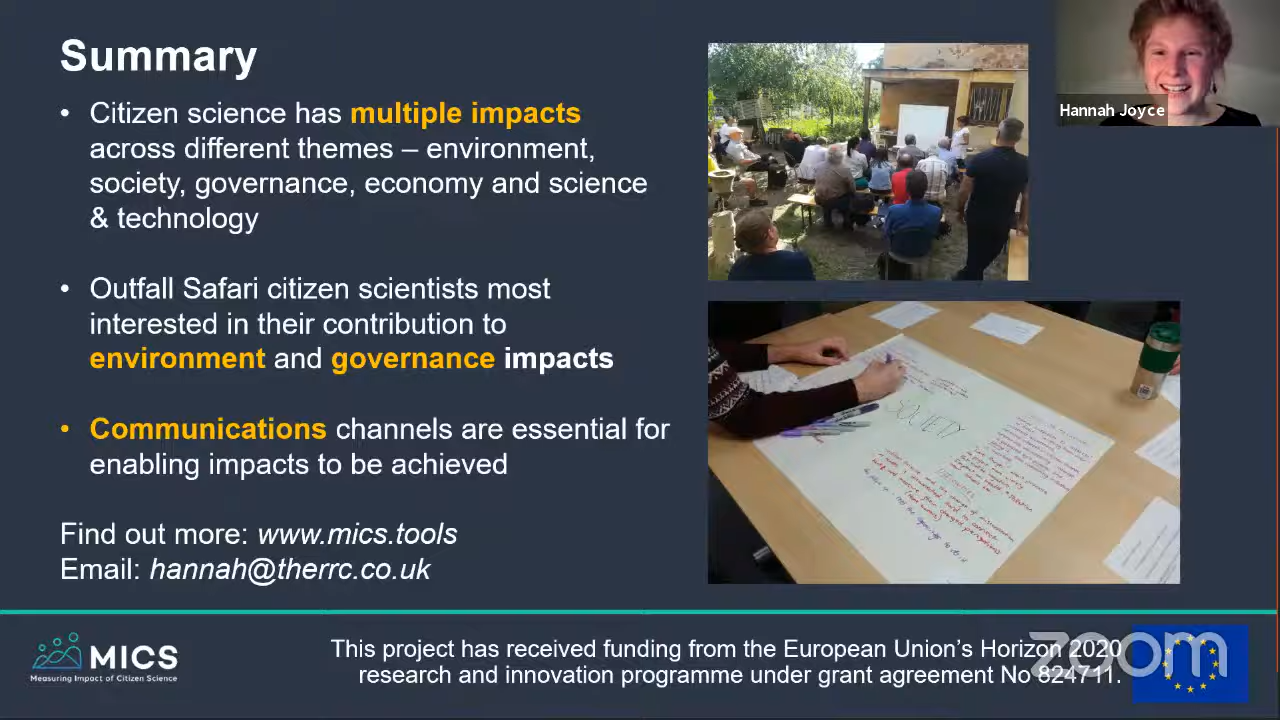 Summary
• Citizen science has multiple impacts
across different themes – environment,
society, governance, economy and science
& technology
• Outfall Safari citizen scientists most
interested in their contribution to
environment and governance impacts
• Communications channels are essential for
enabling impacts to be achieved
Find out more: www.mics.tools
Email: hannah@therrc.co.uk
Hannah Joyce
SOCIETY
MICS
Measuring Impact of Citizen Science
This project has received funding from the European Union's Horizon 2020
research and innovation programme under grant agreement No 824711.
zoom